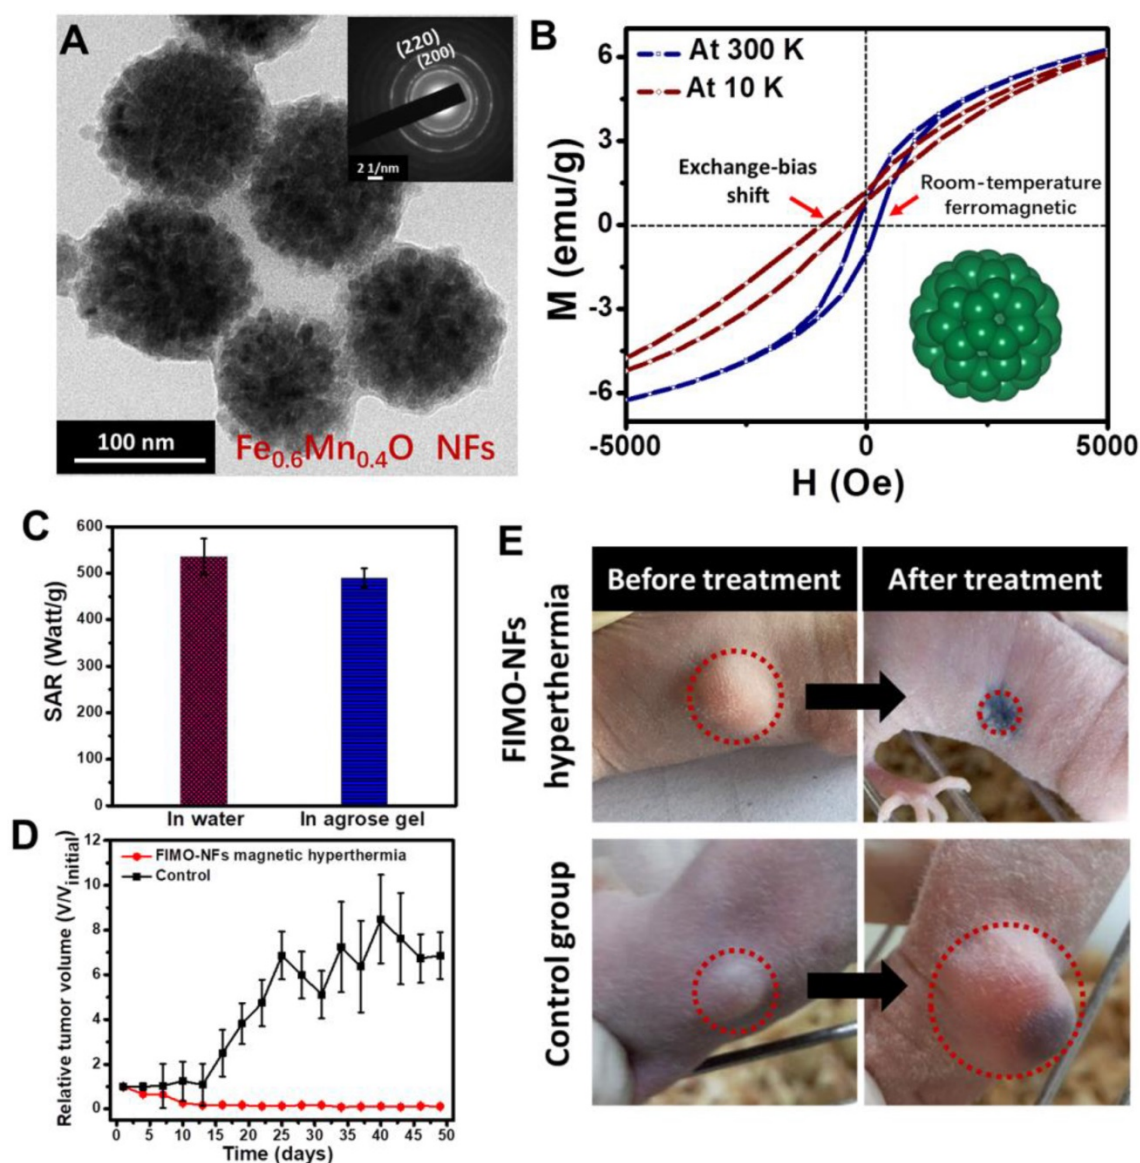 A
(220)
(200)
2 1/nm
100 nm
Fe0.6Mn0.4O NFs
B
At 300 K
At 10 K
Exchange-bias
shift
Room-temperature
ferromagnetic
M (emu/g)
6
3
0
-3
-6
-5000
0
5000
H (Oe)
C
SAR (Watt/g)
600
500
400
300
200
100
0
In water
In agrose gel
D
FIMO-NFs magnetic hyperthermia
Control
Relative tumor volume (V/Vinitial)
12
10
8
6
4
2
0
0 5 10 15 20 25 30 35 40 45 50
Time (days)
E
Before treatment
After treatment
FIMO-NFs
hyperthermia
Control group